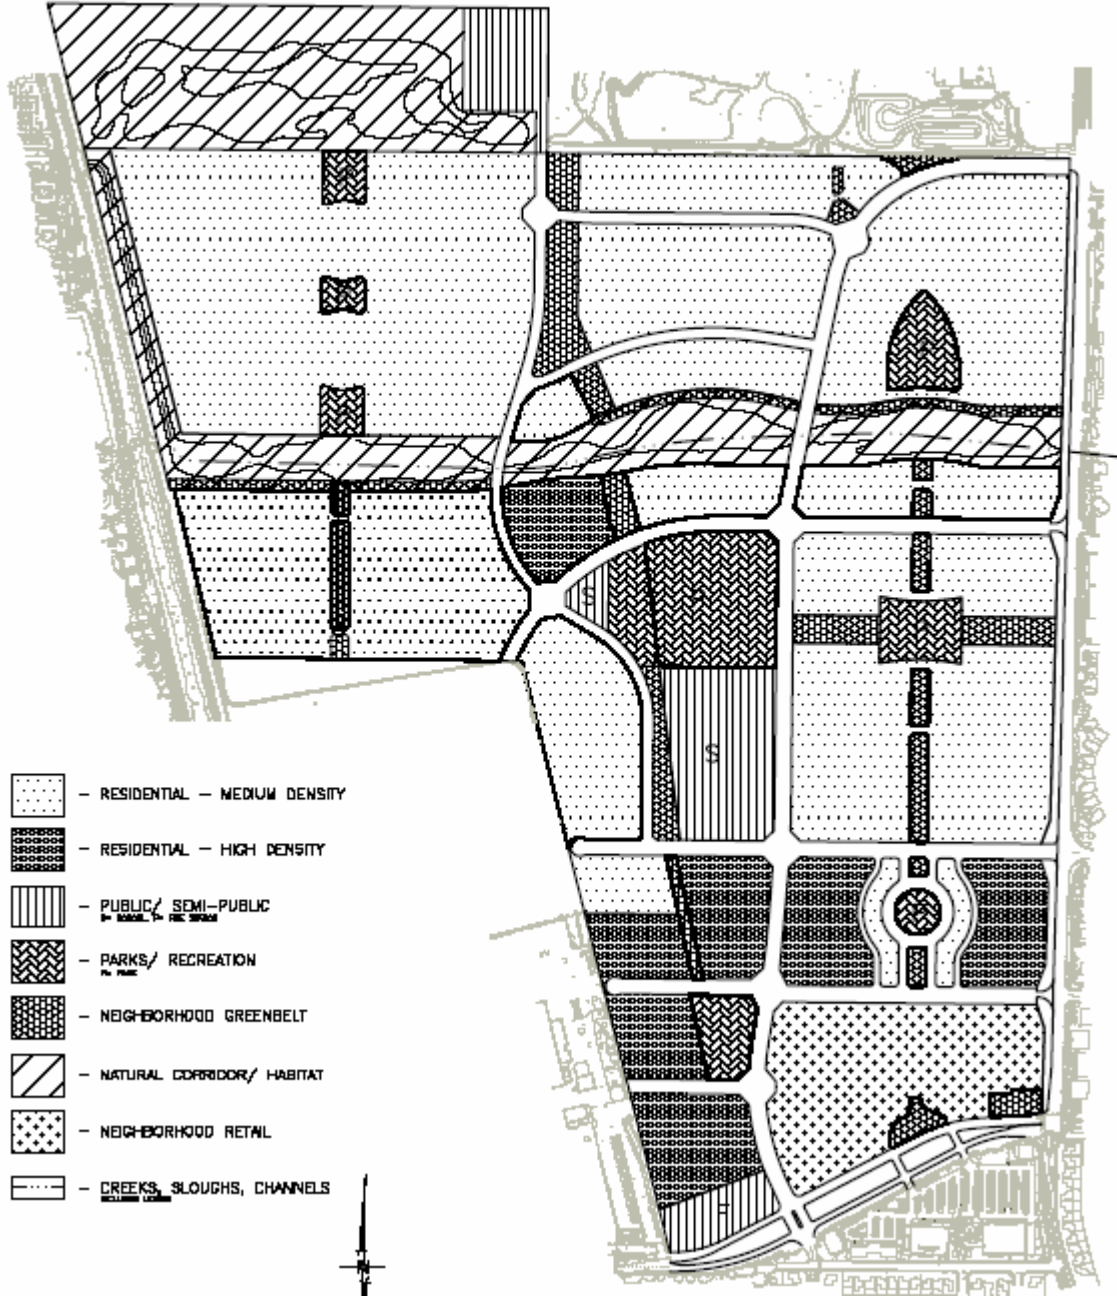 S
S
F
– RESIDENTIAL – MEDIUM DENSITY
– RESIDENTIAL – HIGH DENSITY
– PUBLIC/ SEMI–PUBLIC
– PARKS/ RECREATION
– NEIGHBORHOOD GREENBELT
– NATURAL CORRIDOR/ HABITAT
– NEIGHBORHOOD RETAIL
– CREEKS, SLOUGHS, CHANNELS
N